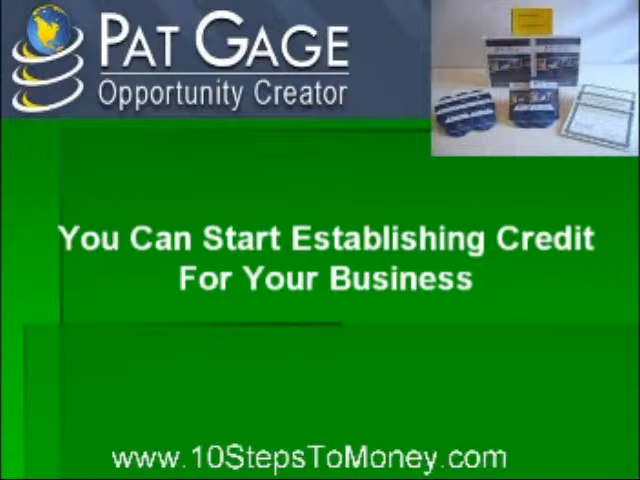 PAT GAGE
Opportunity Creator
You Can Start Establishing Credit
For Your Business
www.10StepsToMoney.com